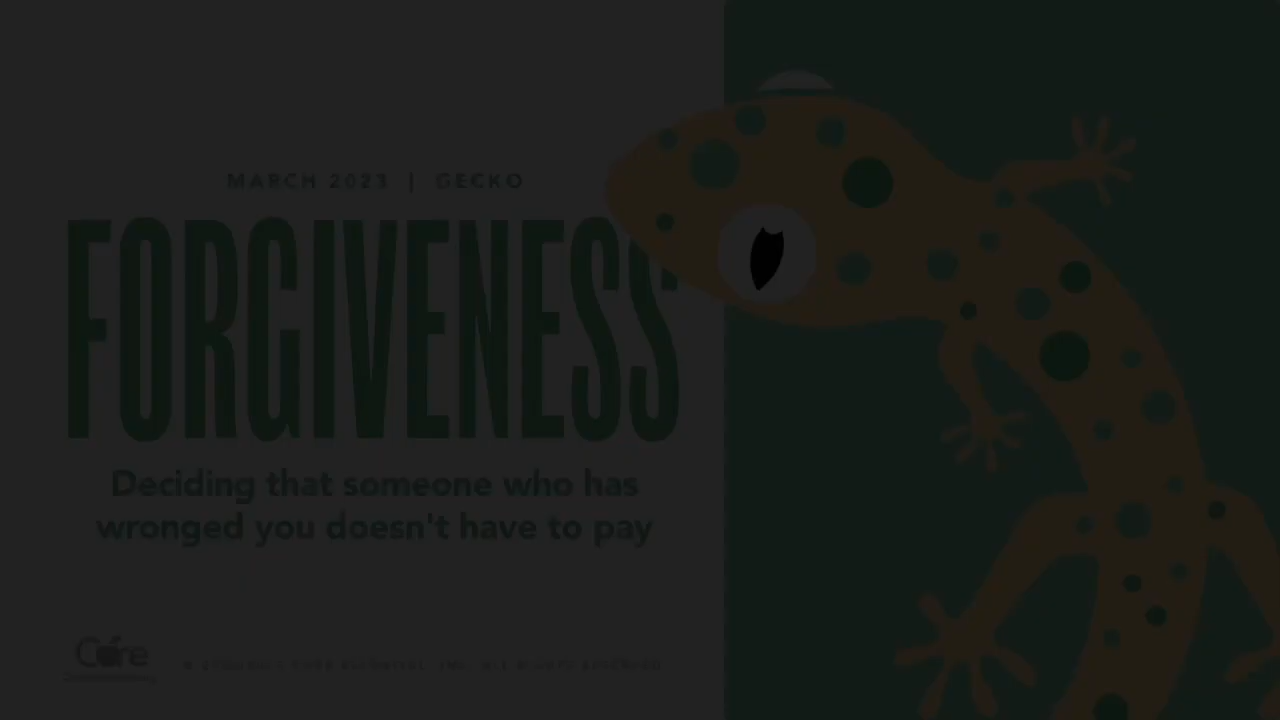 MARCH 2023 | GECKO
FORGIVENESS
Deciding that someone who has
wronged you doesn't have to pay
Core